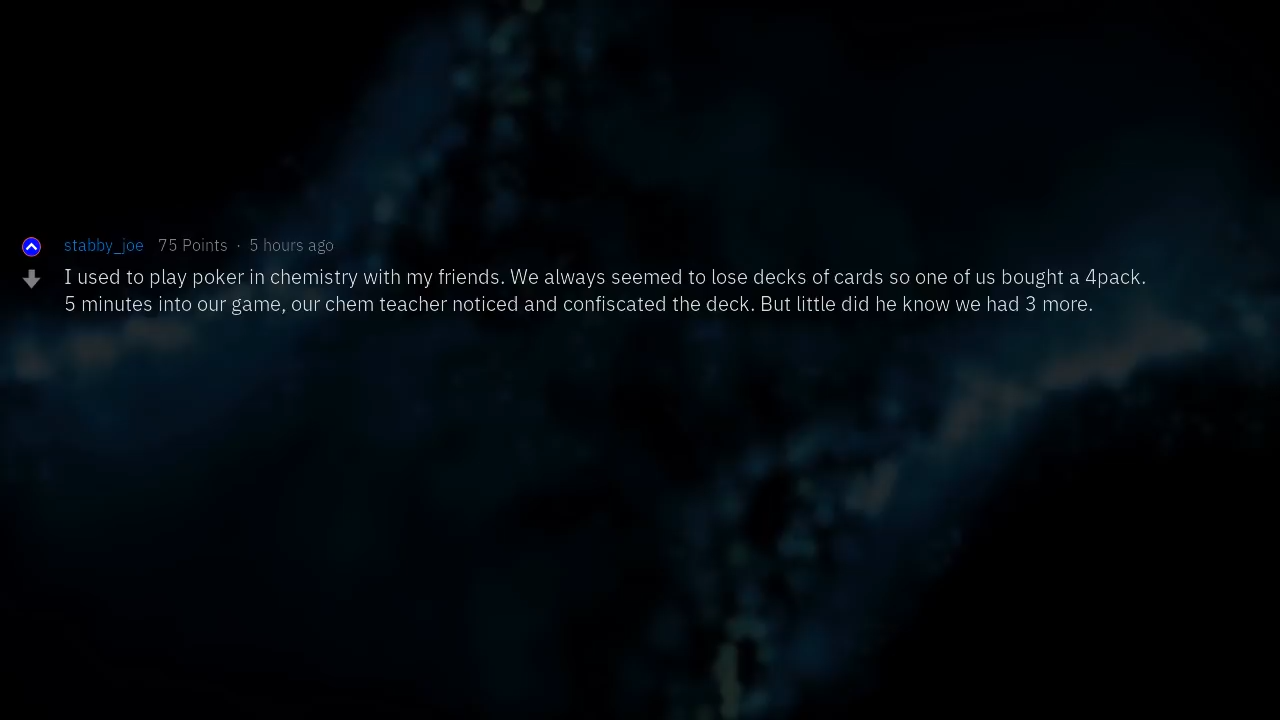 stabby_joe 75 Points · 5 hours ago
I used to play poker in chemistry with my friends. We always seemed to lose decks of cards so one of us bought a 4pack.
5 minutes into our game, our chem teacher noticed and confiscated the deck. But little did he know we had 3 more.